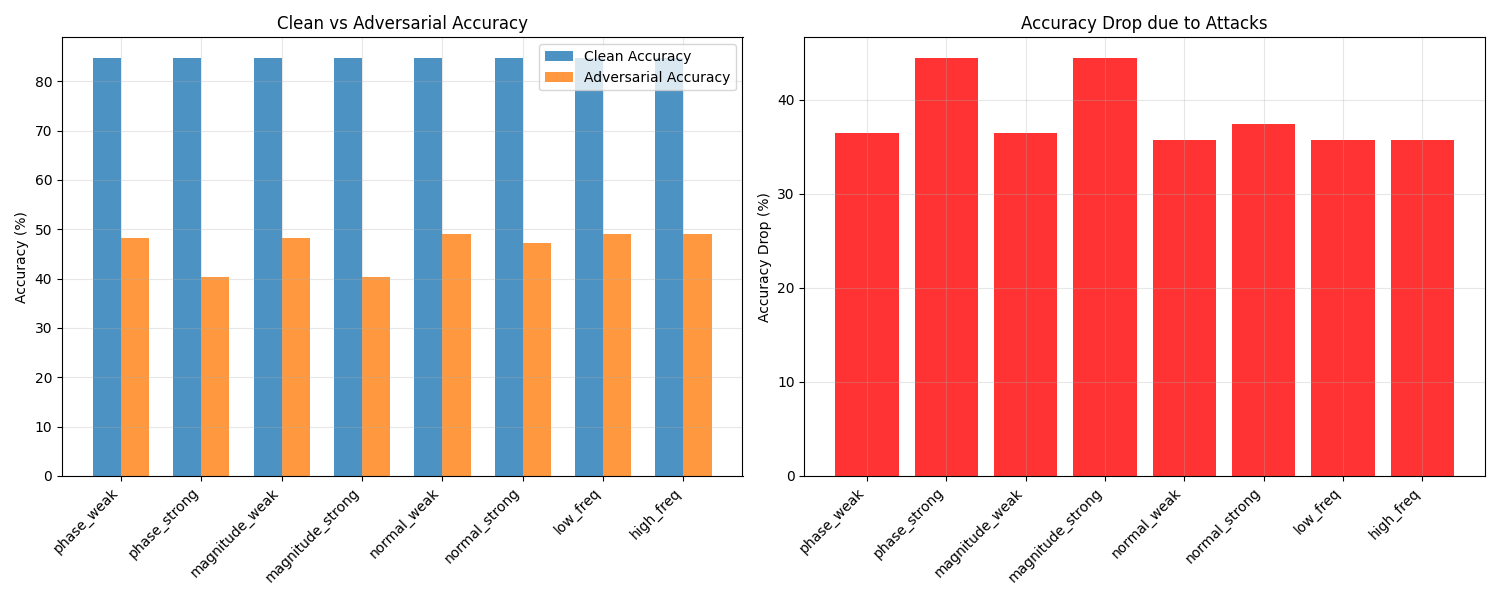 Clean vs Adversarial Accuracy
Clean Accuracy
Adversarial Accuracy
Accuracy (%)
80
70
60
50
40
30
20
10
0
phase_weak
phase_strong
magnitude_weak
magnitude_strong
normal_weak
normal_strong
low_freq
high_freq
Accuracy Drop due to Attacks
Accuracy Drop (%)
40
30
20
10
0
phase_weak
phase_strong
magnitude_weak
magnitude_strong
normal_weak
normal_strong
low_freq
high_freq